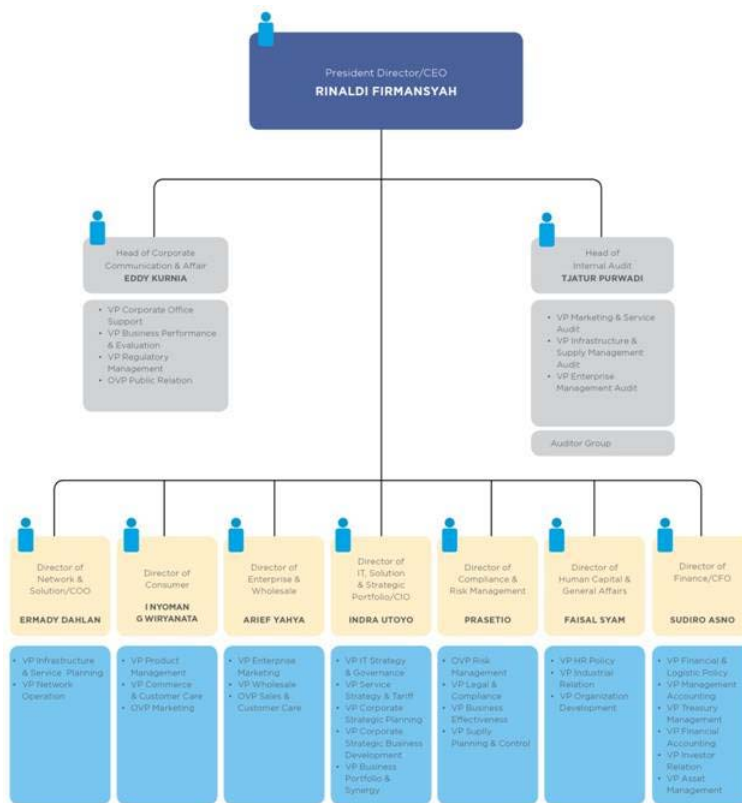 President Director/CEO
RINALDI FIRMANSYAH
Head of Corporate
Communication & Affair
EDDY KURNIA
• VP Corporate Office
Support
• VP Business Performance
& Evaluation
• VP Regulatory
Management
• OVP Public Relation
Head of
Internal Audit
TJATUR PURWADI
• VP Marketing & Service
Audit
• VP Infrastructure &
Supply Management
Audit
• VP Enterprise
Management Audit
Auditor Group
Director of
Network &
Solution/COO
ERMADY DAHLAN
• VP Infrastructure
& Service Planning
• VP Network
Operation
Director of
Consumer
I NYOMAN
G WIRYANATA
• VP Product
Management
• VP Commerce
& Customer Care
• OVP Marketing
Director of
Enterprise &
Wholesale
ARIEF YAHYA
• VP Enterprise
Marketing
• VP Wholesale
• OVP Sales &
Customer Care
Director of
IT, Solution
& Strategic
Portfolio/CIO
INDRA UTOYO
• VP IT Strategy
& Governance
• VP Service
Strategy & Tariff
• VP Corporate
Strategic Planning
• VP Corporate
Strategic Business
Development
• VP Business
Portfolio &
Synergy
Director of
Compliance &
Risk Management
PRASETIO
• OVP Risk
Management
• VP Legal &
Compliance
• VP Business
Effectiveness
• VP Suplly
Planning & Control
Director of
Human Capital &
General Affairs
FAISAL SYAM
• VP HR Policy
• VP Industrial
Relation
• VP Organization
Development
Director of
Finance/CFO
SUDIRO ASNO
• VP Financial &
Logistic Policy
• VP Management
Accounting
• VP Treasury
Management
• VP Financial
Accounting
• VP Investor
Relation
• VP Asset
Management